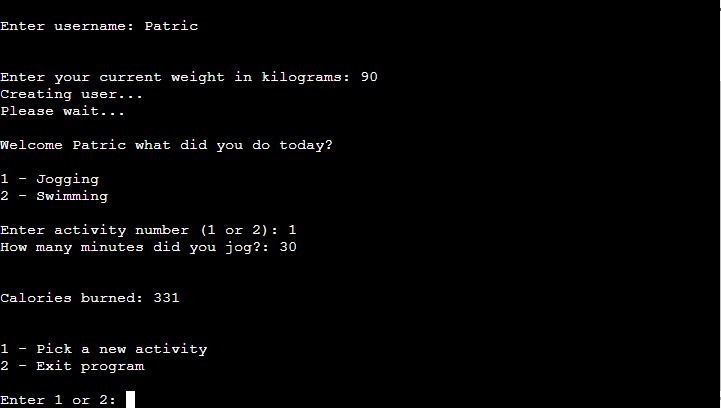 Enter username: Patric
Enter your current weight in kilograms: 90
Creating user...
Please wait...
Welcome Patric what did you do today?
1 - Jogging
2 - Swimming
Enter activity number (1 or 2): 1
How many minutes did you jog?: 30
Calories burned: 331
1 - Pick a new activity
2 - Exit program
Enter 1 or 2: